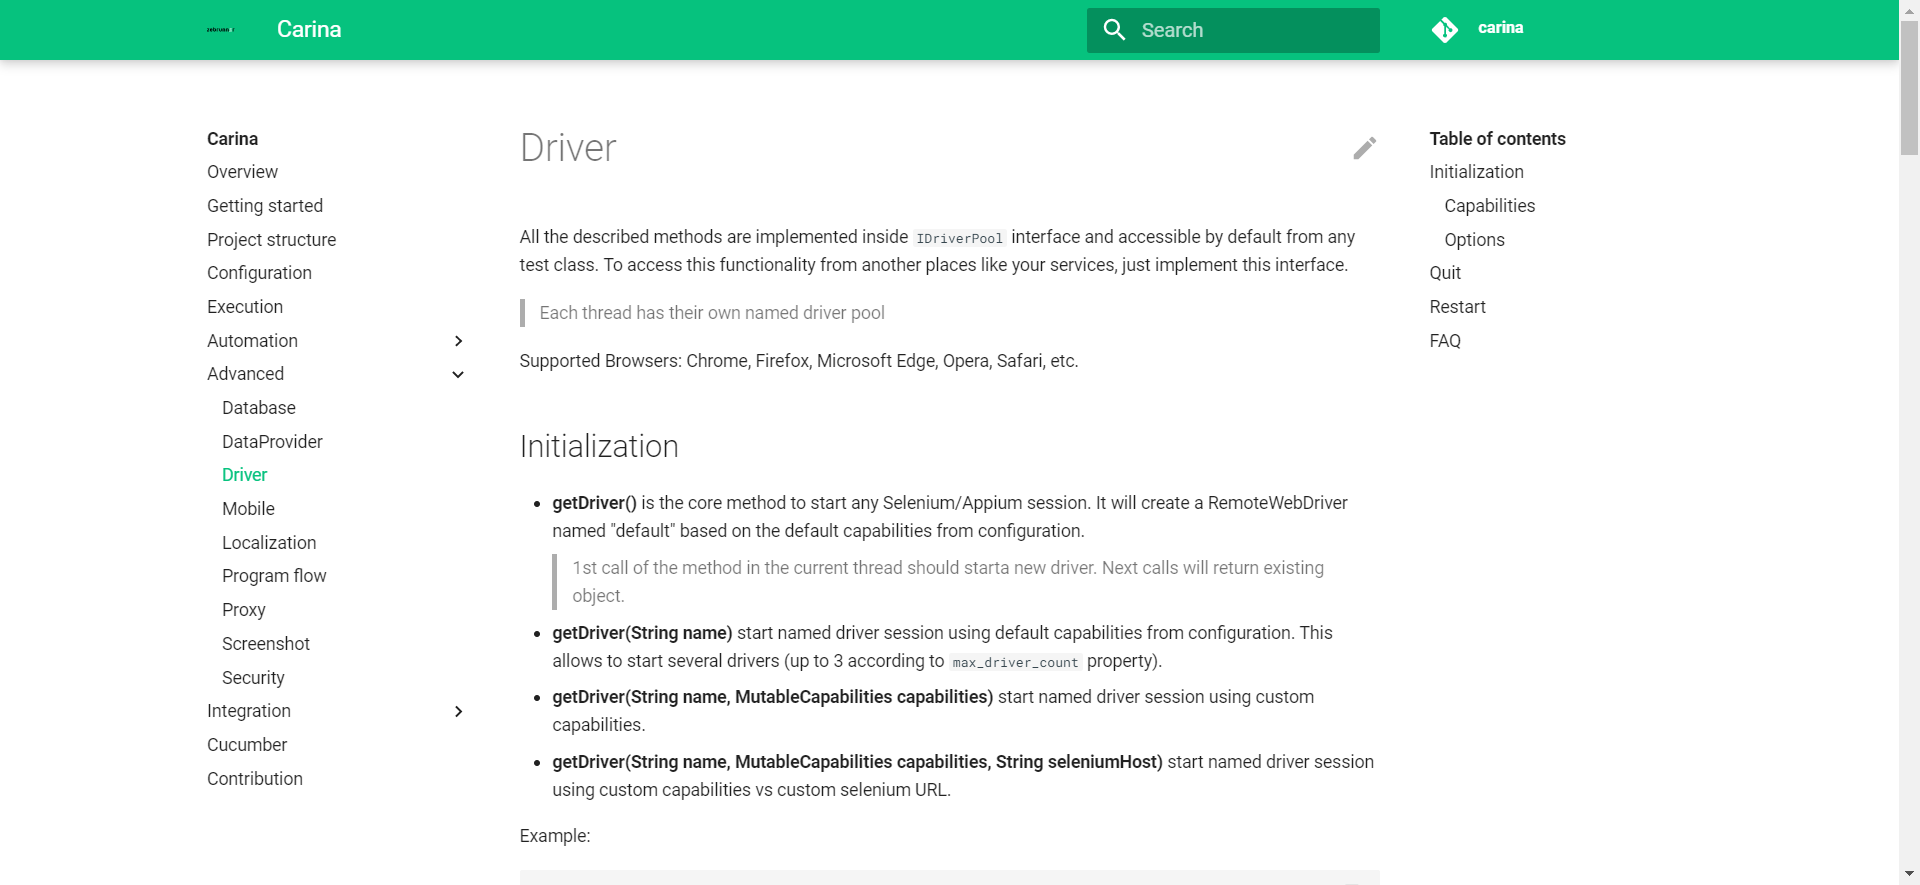 zebrunner
Carina
Search
carina
Carina
Overview
Getting started
Project structure
Configuration
Execution
Automation
Advanced
Database
DataProvider
Driver
Mobile
Localization
Program flow
Proxy
Screenshot
Security
Integration
Cucumber
Contribution
Driver
All the described methods are implemented inside IDriverPool interface and accessible by default from any
test class. To access this functionality from another places like your services, just implement this interface.
Each thread has their own named driver pool
Supported Browsers: Chrome, Firefox, Microsoft Edge, Opera, Safari, etc.
Initialization
• getDriver() is the core method to start any Selenium/Appium session. It will create a RemoteWebDriver
named "default" based on the default capabilities from configuration.
1st call of the method in the current thread should starta new driver. Next calls will return existing
object.
• getDriver(String name) start named driver session using default capabilities from configuration. This
allows to start several drivers (up to 3 according to max_driver_count property).
• getDriver(String name, MutableCapabilities capabilities) start named driver session using custom
capabilities.
• getDriver(String name, MutableCapabilities capabilities, String seleniumHost) start named driver session
using custom capabilities vs custom selenium URL.
Example:
Table of contents
Initialization
Capabilities
Options
Quit
Restart
FAQ